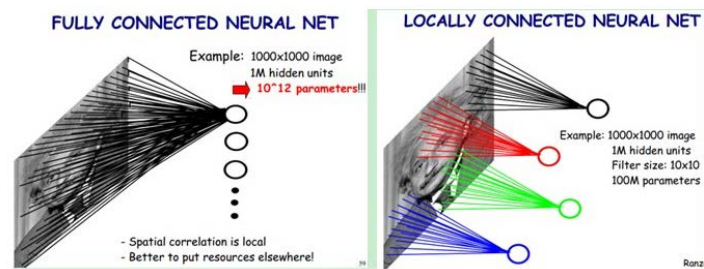 FULLY CONNECTED NEURAL NET
Example: 1000x1000 image
1M hidden units
10^12 parameters!!!
- Spatial correlation is local
- Better to put resources elsewhere!
LOCALLY CONNECTED NEURAL NET
Example: 1000x1000 image
1M hidden units
Filter size: 10x10
100M parameters
Ranz